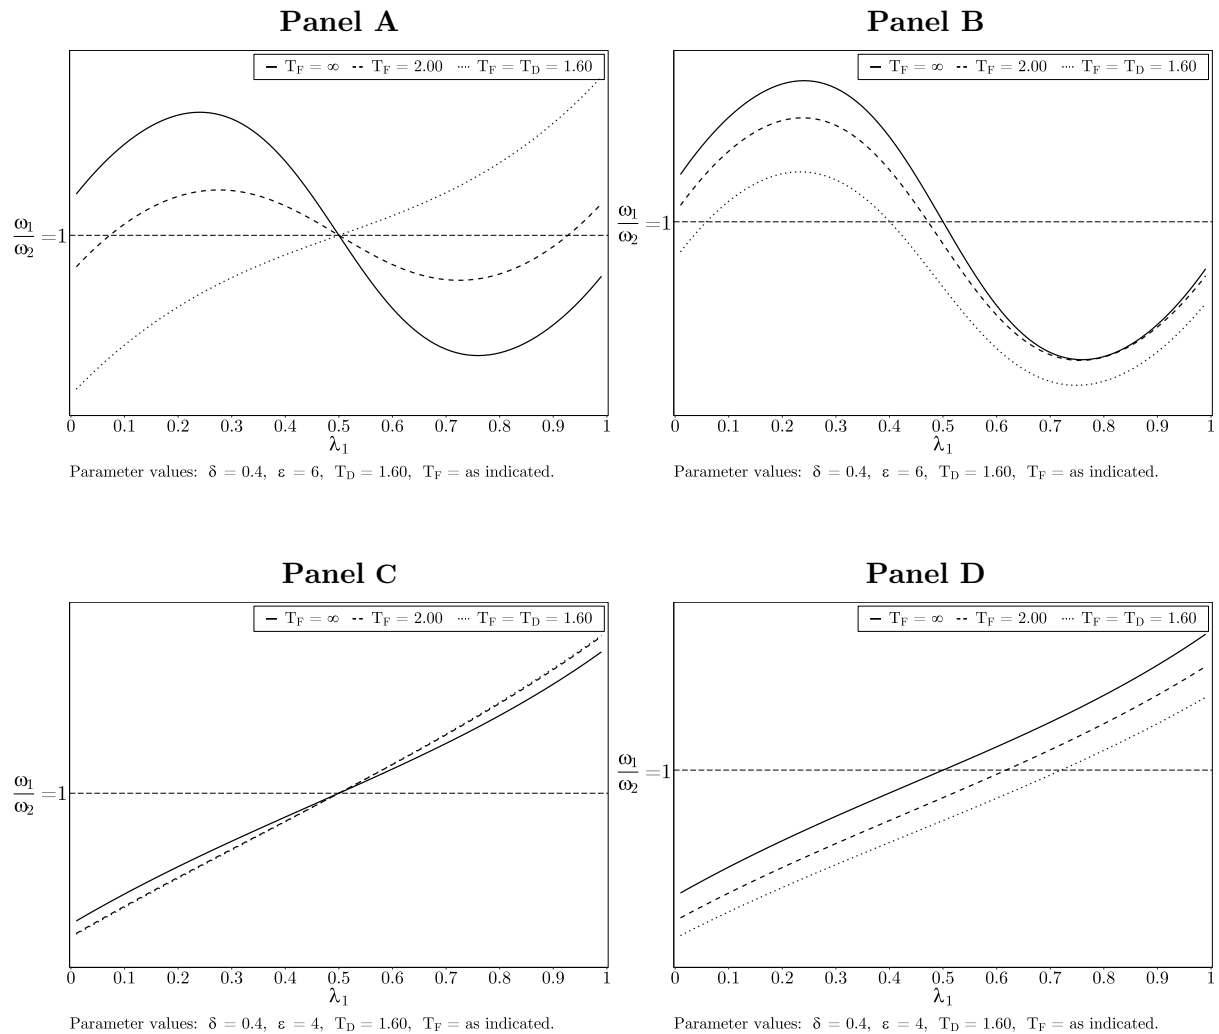 Panel A
T_F = ∞ T_F = 2.00 T_F = T_D = 1.60
ω₁/ω₂ =1
0 0.1 0.2 0.3 0.4 0.5 0.6 0.7 0.8 0.9 1
λ₁
Parameter values: δ = 0.4, ε = 6, T_D = 1.60, T_F = as indicated.
Panel B
T_F = ∞ T_F = 2.00 T_F = T_D = 1.60
ω₁/ω₂ =1
0 0.1 0.2 0.3 0.4 0.5 0.6 0.7 0.8 0.9 1
λ₁
Parameter values: δ = 0.4, ε = 6, T_D = 1.60, T_F = as indicated.
Panel C
T_F = ∞ T_F = 2.00 T_F = T_D = 1.60
ω₁/ω₂ =1
0 0.1 0.2 0.3 0.4 0.5 0.6 0.7 0.8 0.9 1
λ₁
Parameter values: δ = 0.4, ε = 4, T_D = 1.60, T_F = as indicated.
Panel D
T_F = ∞ T_F = 2.00 T_F = T_D = 1.60
ω₁/ω₂ =1
0 0.1 0.2 0.3 0.4 0.5 0.6 0.7 0.8 0.9 1
λ₁
Parameter values: δ = 0.4, ε = 4, T_D = 1.60, T_F = as indicated.